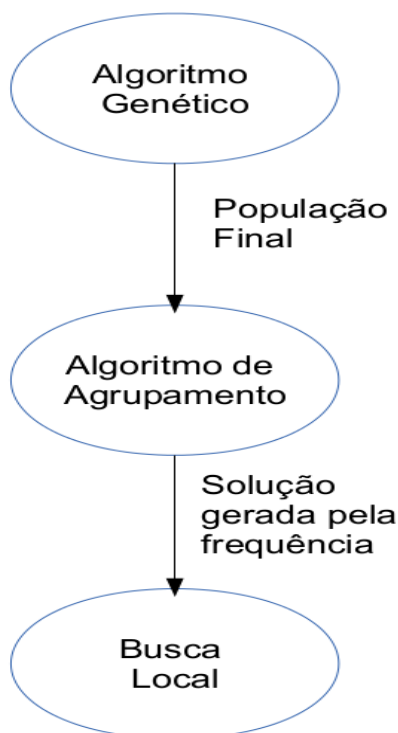 Algoritmo
Genético
População
Final
Algoritmo de
Agrupamento
Solução
gerada pela
frequência
Busca
Local